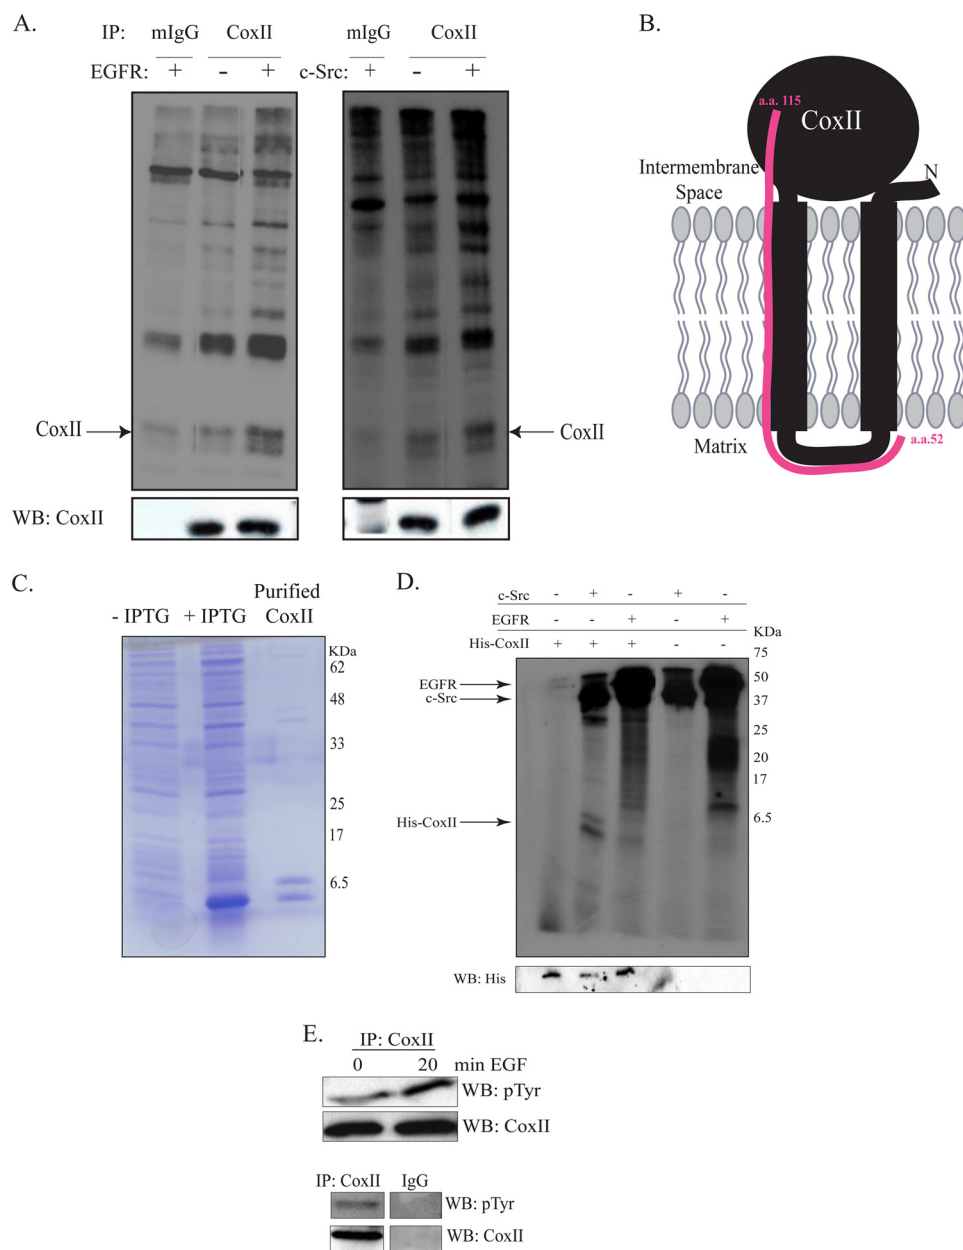 A.
IP: mIgG CoxII mIgG CoxII
EGFR: + - + c-Src: + - +
CoxII
CoxII
WB: CoxII
B.
a.a. 115
CoxII
N
Intermembrane
Space
Matrix
a.a.52
C.
- IPTG + IPTG Purified
CoxII
KDa
62
48
33
25
17
6.5
D.
c-Src - + - + -
EGFR - - + - +
His-CoxII + + + - -
KDa
75
50
37
25
20
17
6.5
EGFR
c-Src
His-CoxII
WB: His
E.
IP: CoxII
0 20 min EGF
WB: pTyr
WB: CoxII
IP: CoxII IgG
WB: pTyr
WB: CoxII